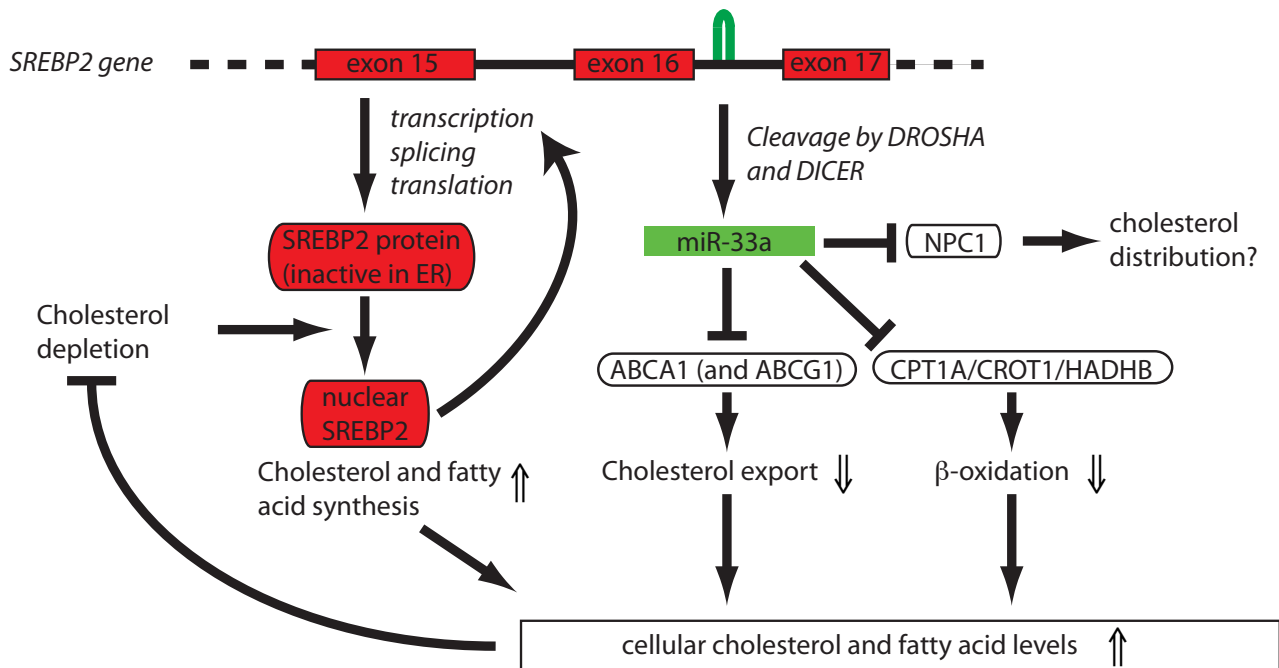 SREBP2 gene
exon 15
exon 16
exon 17
transcription
splicing
translation
Cleavage by DROSHA
and DICER
SREBP2 protein
(inactive in ER)
miR-33a
NPC1
cholesterol
distribution?
Cholesterol
depletion
nuclear
SREBP2
ABCA1 (and ABCG1)
CPT1A/CROT1/HADHB
Cholesterol and fatty
acid synthesis ⇑
Cholesterol export ⇓
β-oxidation ⇓
cellular cholesterol and fatty acid levels ⇑